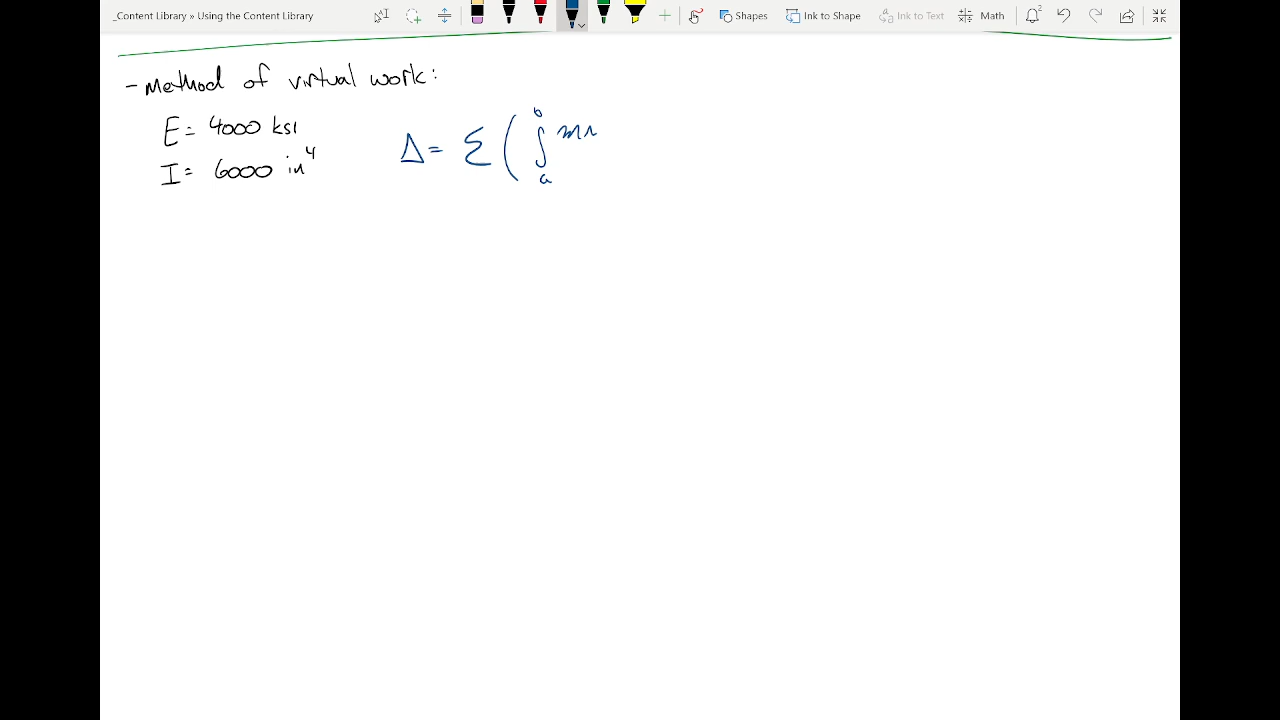 _Content Library » Using the Content Library Shapes Ink to Shape Ink to Text Math
- Method of virtual work:
E = 4000 ksi
I = 6000 in⁴
Δ = Σ ( ∫ₐᵇ m